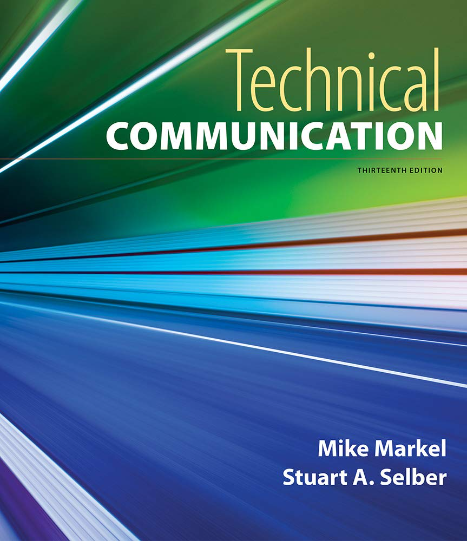 Technical
COMMUNICATION
THIRTEENTH EDITION
Mike Markel
Stuart A. Selber